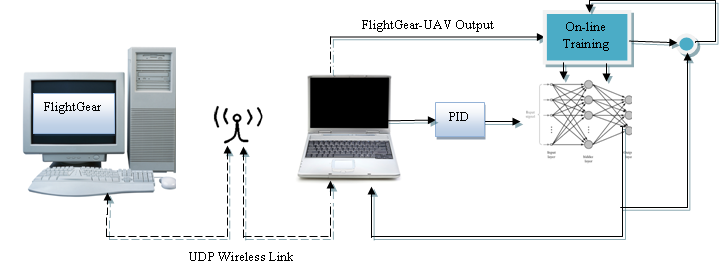 FlightGear-UAV Output
On-line
Training
FlightGear
PID
UDP Wireless Link